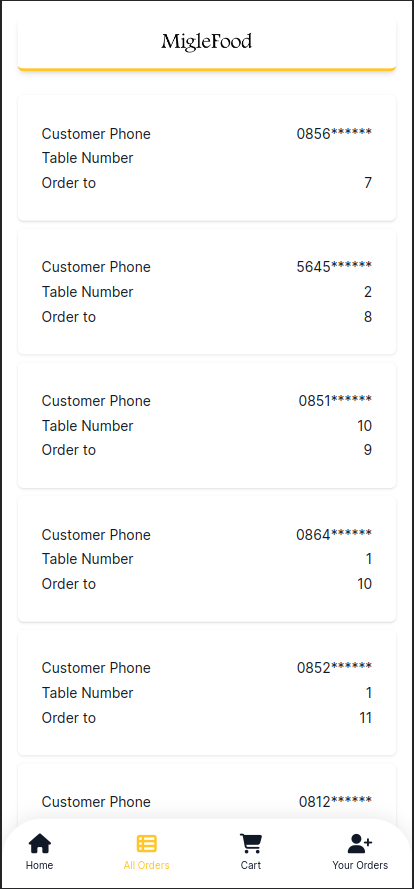 MigleFood
Customer Phone 0856******
Table Number
Order to 7
Customer Phone 5645******
Table Number 2
Order to 8
Customer Phone 0851******
Table Number 10
Order to 9
Customer Phone 0864******
Table Number 1
Order to 10
Customer Phone 0852******
Table Number 1
Order to 11
Customer Phone 0812******
Home All Orders Cart Your Orders